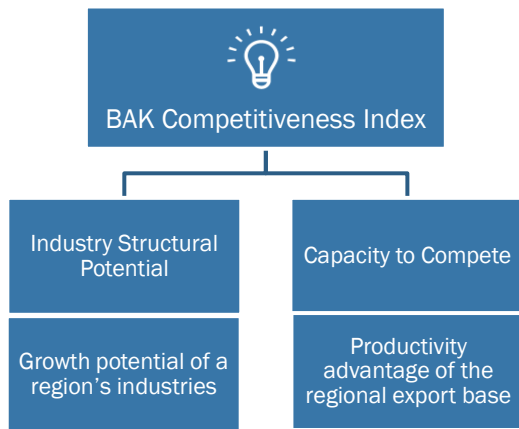 BAK Competitiveness Index
Industry Structural
Potential
Growth potential of a
region's industries
Capacity to Compete
Productivity
advantage of the
regional export base